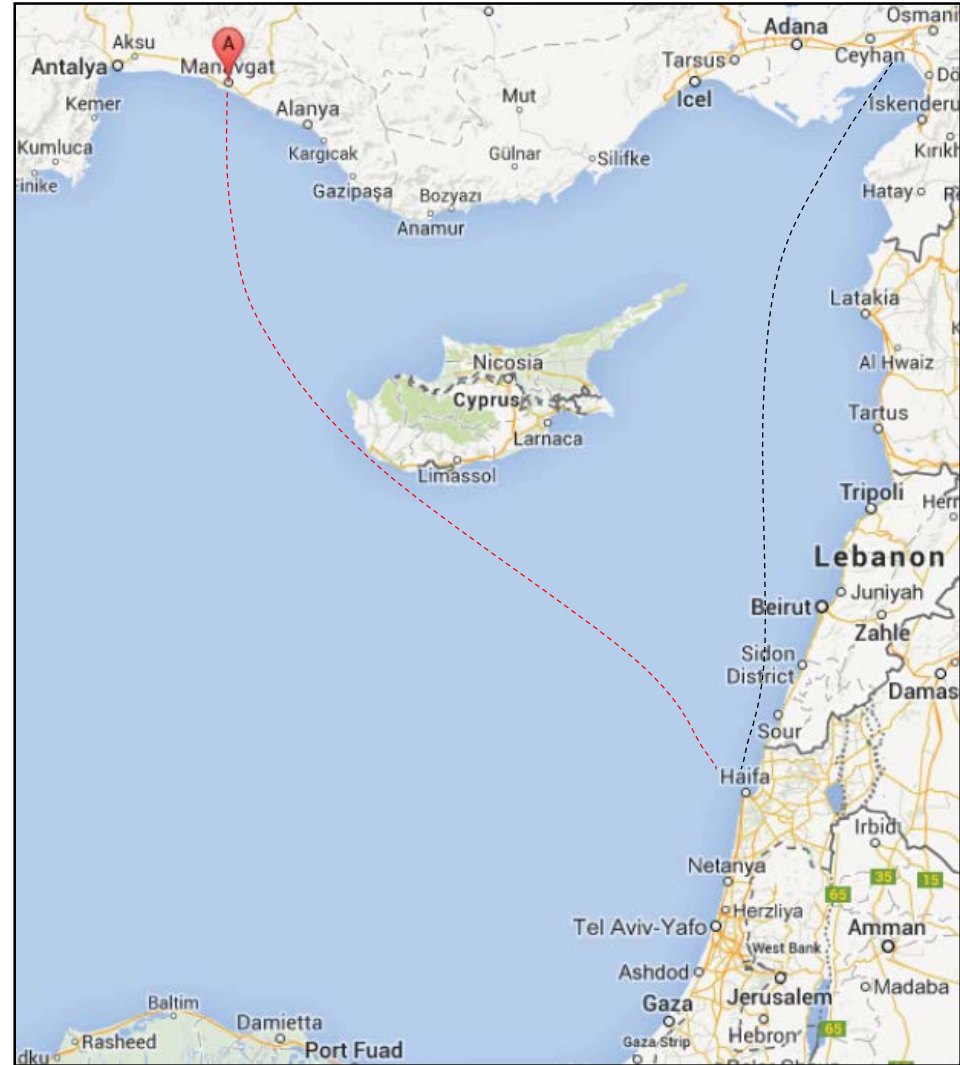 Osmani
Adana
Aksu
Ceyhan
A
Antalya
Manavgat
Tarsus
Icel
Kemer
Mut
Alanya
Iskenderu
Kumluca
Kargıcak
Gülnar
Silifke
Kırıkh
Finike
Gazipaşa
Bozyazı
Hatay
Anamur
Latakia
Nicosia
Al Hwaiz
Cyprus
Tartus
Larnaca
Limassol
Tripoli
Herm
Lebanon
Juniyah
Beirut
Zahle
Sidon
District
Damas
Sour
Haifa
Irbid
Netanya
35
15
65
Herzliya
Tel Aviv-Yafo
Amman
West Bank
Ashdod
Jerusalem
Madaba
Baltim
Gaza
Damietta
Hebron
65
Rasheed
Port Fuad
Gaza Strip
dku